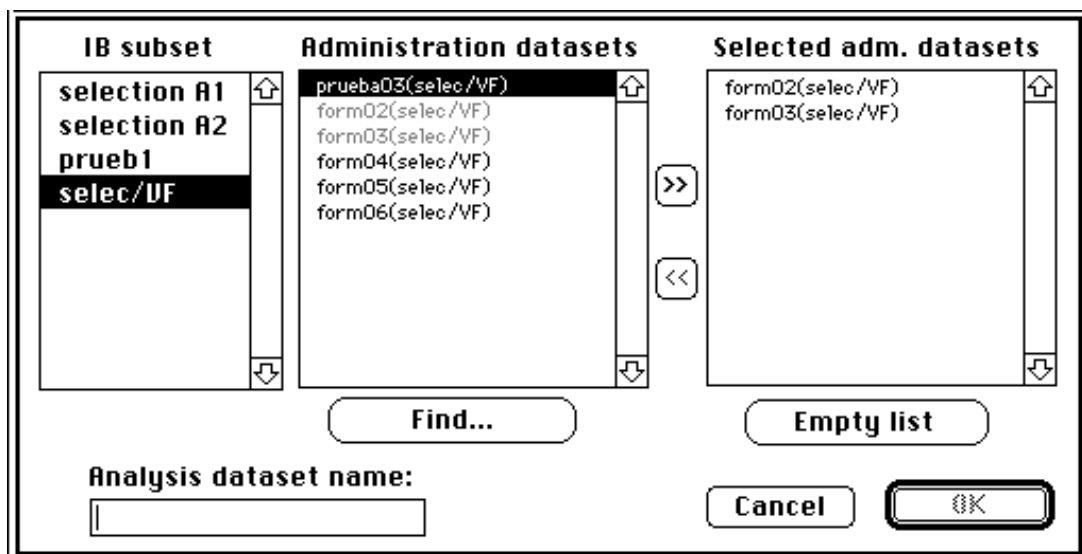 IB subset
selection A1
selection A2
prueb1
selec/VF
Administration datasets
prueba03(selec/VF)
form02(selec/VF)
form03(selec/VF)
form04(selec/VF)
form05(selec/VF)
form06(selec/VF)
Find...
>>
<<
Selected adm. datasets
form02(selec/VF)
form03(selec/VF)
Empty list
Analysis dataset name:
Cancel
OK